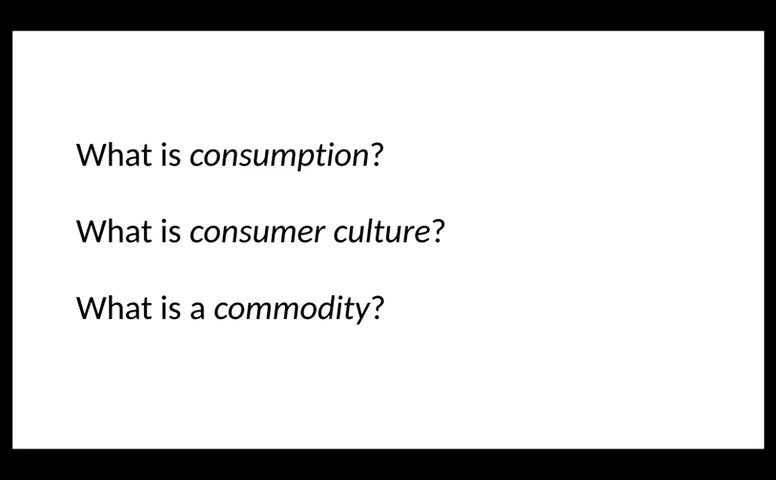 What is consumption?
What is consumer culture?
What is a commodity?